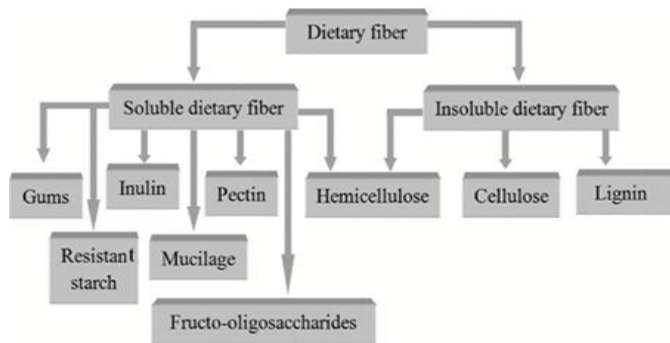 Dietary fiber
Soluble dietary fiber
Insoluble dietary fiber
Gums
Inulin
Pectin
Hemicellulose
Cellulose
Lignin
Resistant
starch
Mucilage
Fructo-oligosaccharides